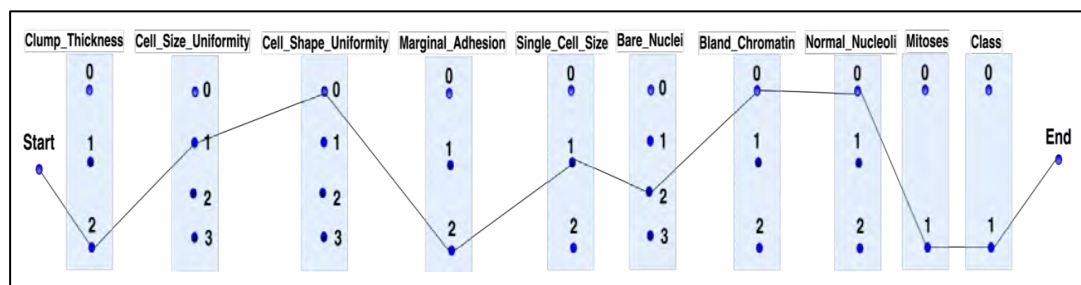 Clump_Thickness Cell_Size_Uniformity Cell_Shape_Uniformity Marginal_Adhesion Single_Cell_Size Bare_Nuclei Bland_Chromatin Normal_Nucleoli Mitoses Class
0 0 0 0 0 0 0 0 0 0
Start 1 1 1 1 1 1 1 1 End
2 2 2 2 2 2 2 2 1 1
3 3 3